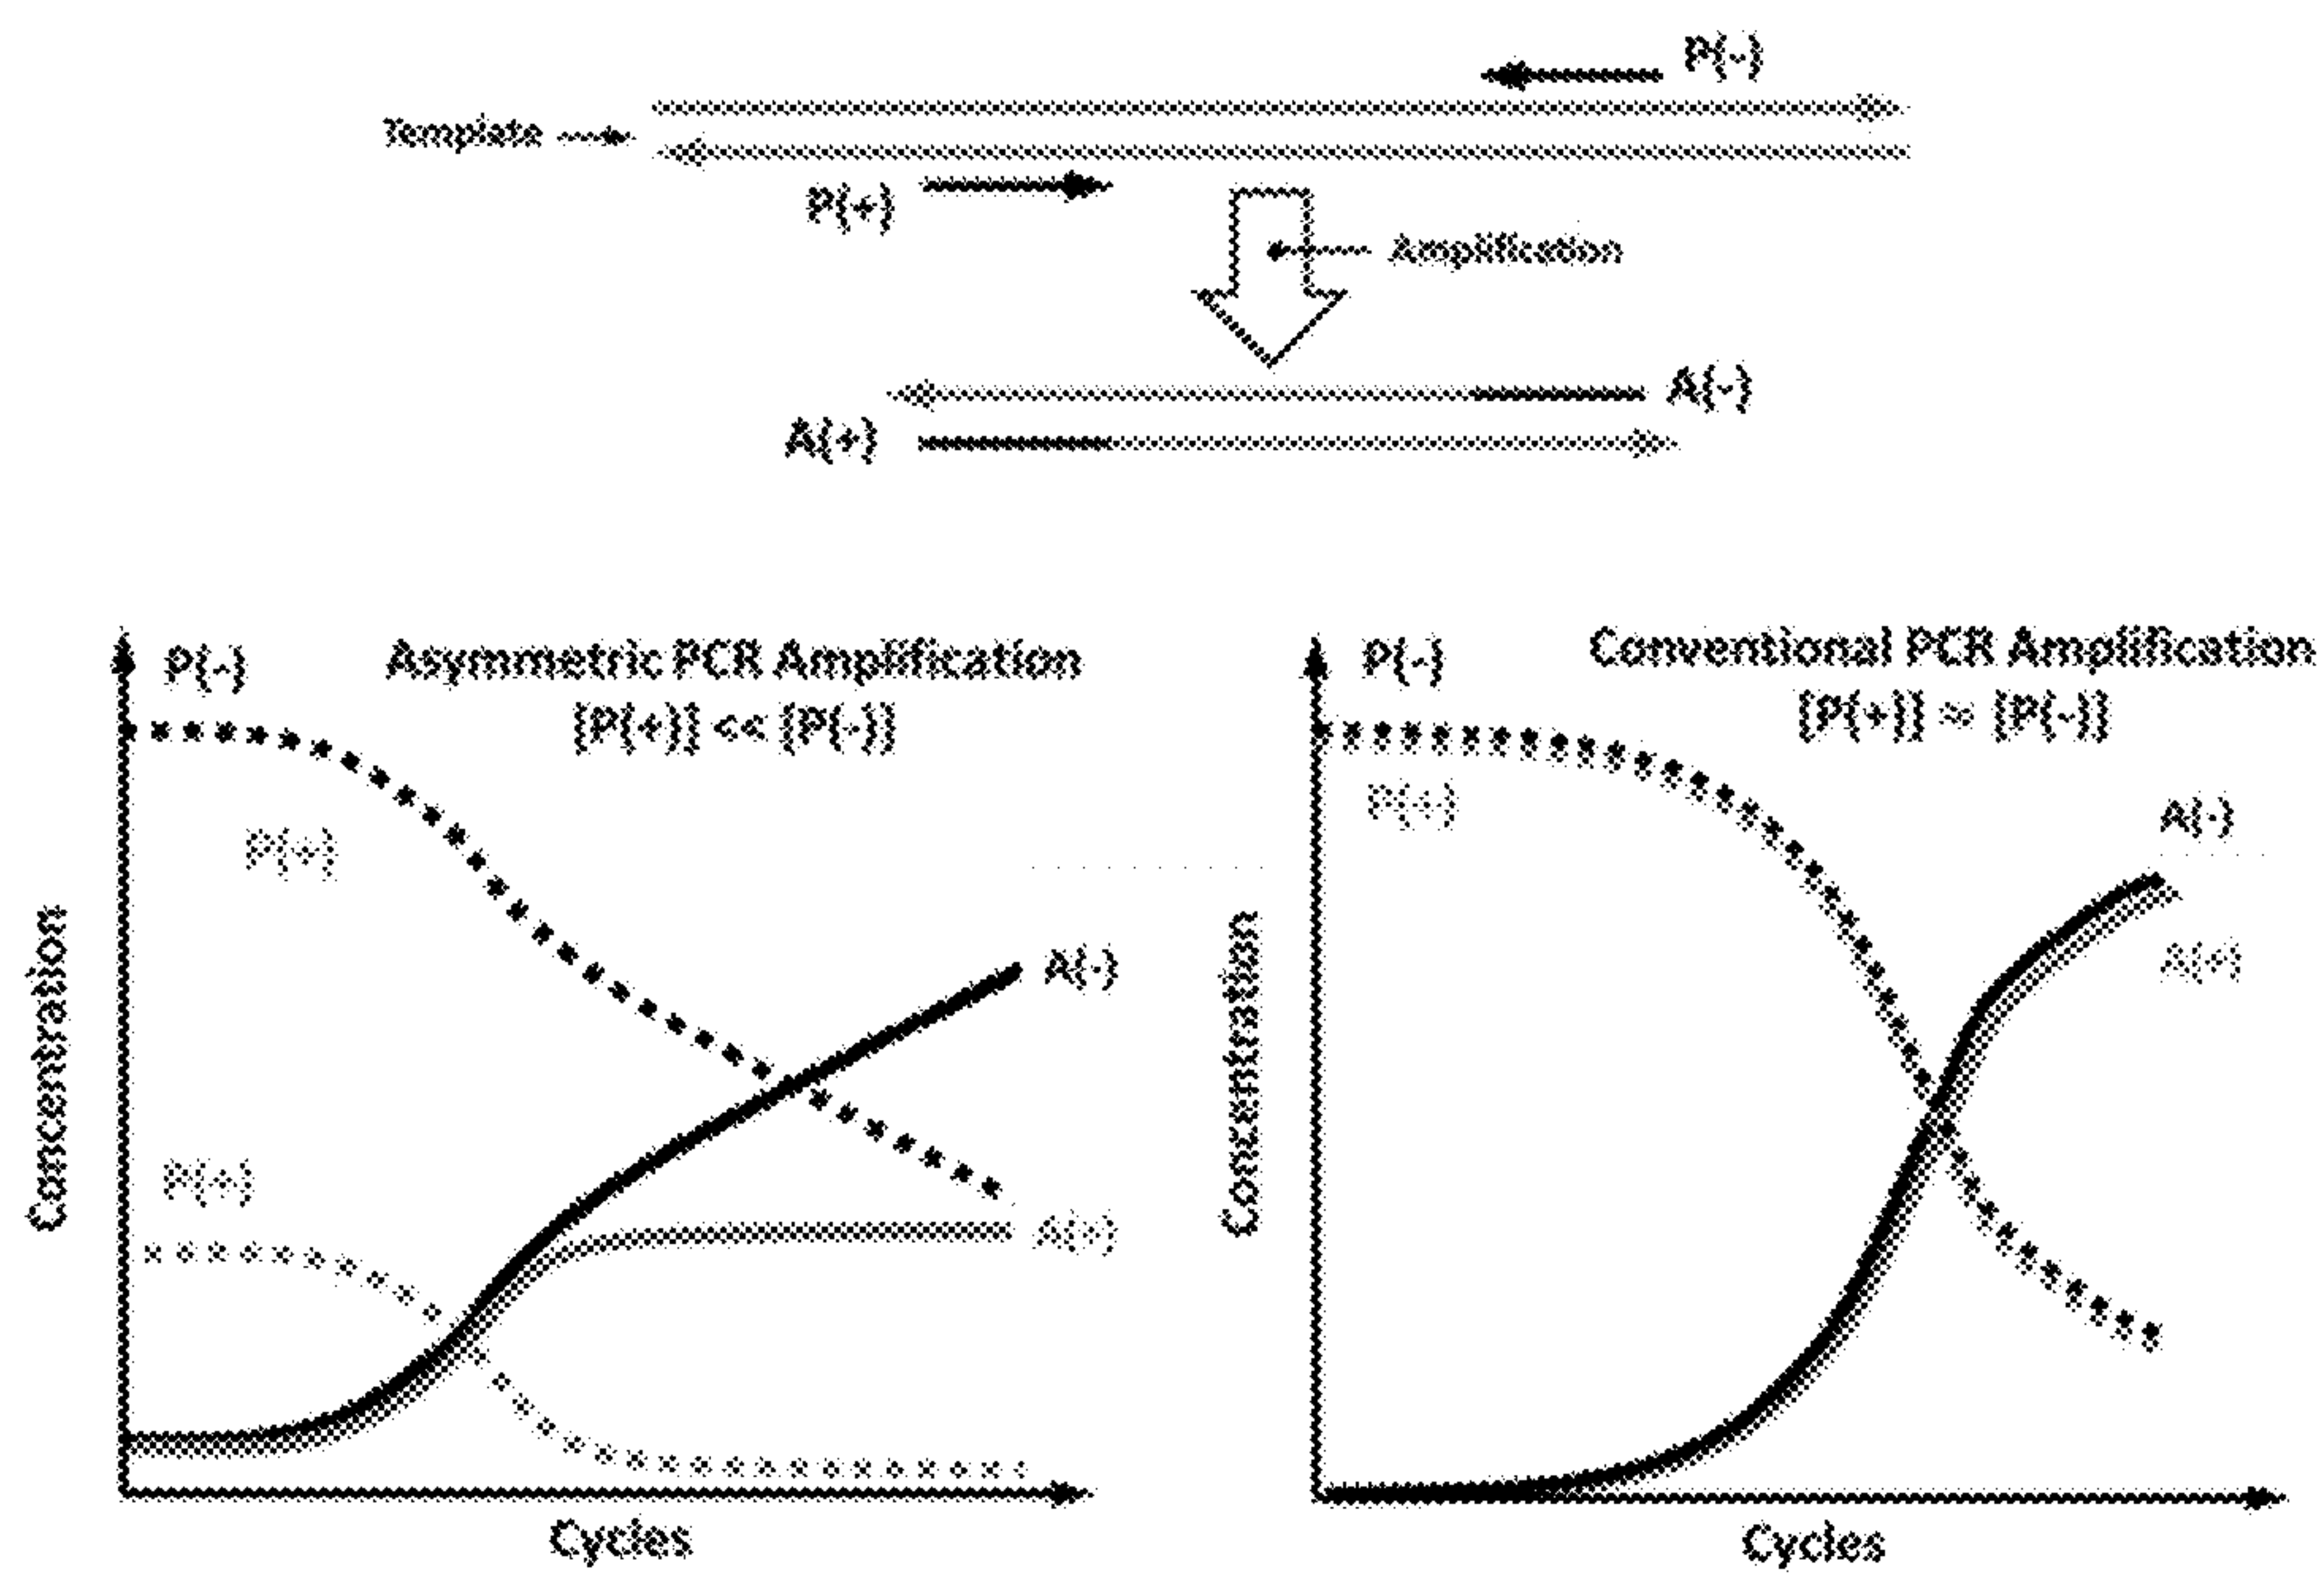 P(-)
Template
P(+)
Amplification
A(-)
A(+)
P(-)
Asymmetric PCR Amplification
[P(+)] << [P(-)]
P(+)
A(-)
P(+)
A(+)
Concentration
Cycles
P(-)
Conventional PCR Amplification
[P(+)] ≈ [P(-)]
P(+)
A(-)
A(+)
Concentration
Cycles